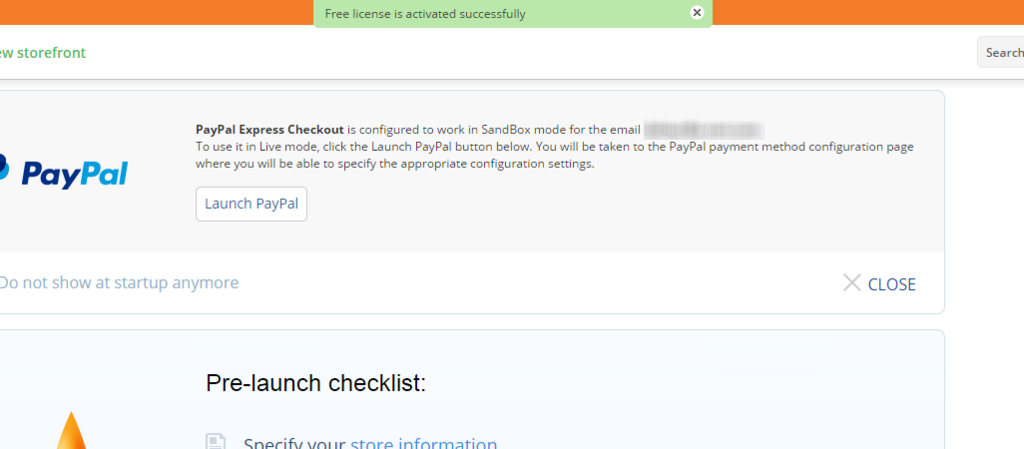 Free license is activated successfully
ew storefront
Search
PayPal Express Checkout is configured to work in SandBox mode for the email
To use it in Live mode, click the Launch PayPal button below. You will be taken to the PayPal payment method configuration page
where you will be able to specify the appropriate configuration settings.
PayPal
Launch PayPal
Do not show at startup anymore
CLOSE
Pre-launch checklist:
Specify your store information